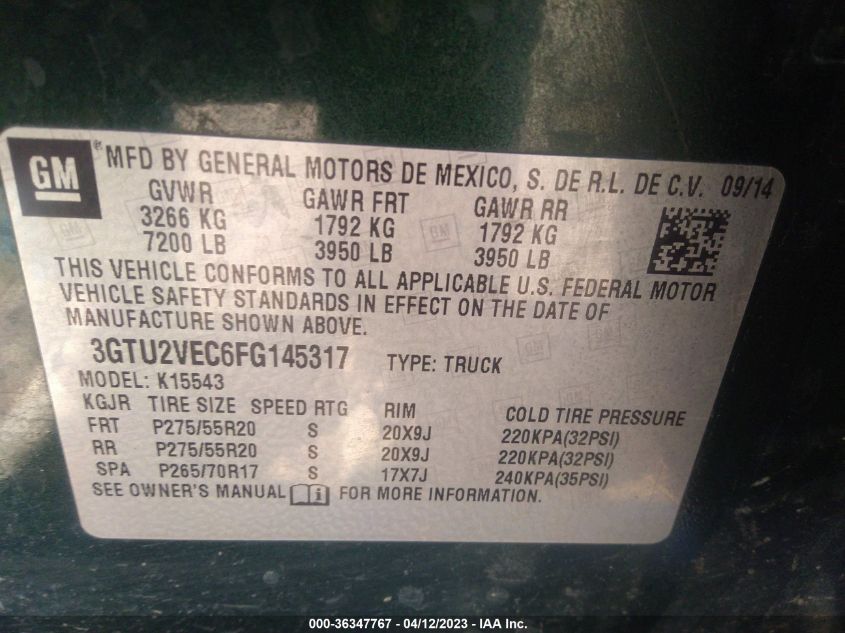 GM ® MFD BY GENERAL MOTORS DE MEXICO, S. DE R.L. DE C.V. 09/14
GVWR GAWR FRT GAWR RR
3266 KG 1792 KG 1792 KG
7200 LB 3950 LB 3950 LB
THIS VEHICLE CONFORMS TO ALL APPLICABLE U.S. FEDERAL MOTOR
VEHICLE SAFETY STANDARDS IN EFFECT ON THE DATE OF
MANUFACTURE SHOWN ABOVE.
3GTU2VEC6FG145317 TYPE: TRUCK
MODEL: K15543
KGJR TIRE SIZE SPEED RTG RIM COLD TIRE PRESSURE
FRT P275/55R20 S 20X9J 220KPA(32PSI)
RR P275/55R20 S 20X9J 220KPA(32PSI)
SPA P265/70R17 S 17X7J 240KPA(35PSI)
SEE OWNER'S MANUAL i FOR MORE INFORMATION.
000-36347767 - 04/12/2023 - IAA Inc.